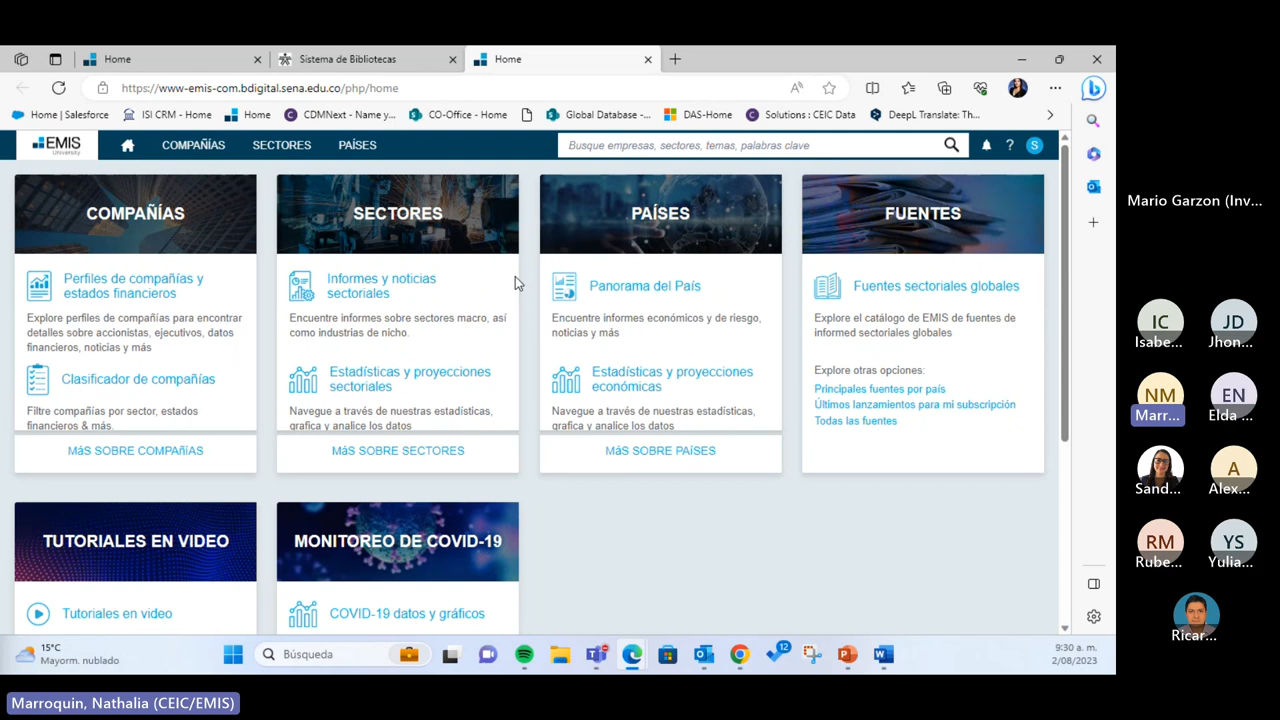 Home
Sistema de Bibliotecas
Home
https://www-emis-com.bdigital.sena.edu.co/php/home
Home | Salesforce
ISI CRM - Home
Home
CDMNext - Name y...
CO-Office - Home
Global Database -...
DAS-Home
Solutions : CEIC Data
DeepL Translate: Th...
EMIS
University
COMPAÑÍAS
SECTORES
PAÍSES
Busque empresas, sectores, temas, palabras clave
?
S
COMPAÑÍAS
Perfiles de compañías y
estados financieros
Explore perfiles de compañías para encontrar
detalles sobre accionistas, ejecutivos, datos
financieros, noticias y más
Clasificador de compañías
Filtre compañías por sector, estados
financieros & más.
MáS SOBRE COMPAÑíAS
SECTORES
Informes y noticias
sectoriales
Encuentre informes sobre sectores macro, así
como industrias de nicho.
Estadísticas y proyecciones
sectoriales
Navegue a través de nuestras estadísticas,
grafica y analice los datos
MáS SOBRE SECTORES
PAÍSES
Panorama del País
Encuentre informes económicos y de riesgo,
noticias y más
Estadísticas y proyecciones
económicas
Navegue a través de nuestras estadísticas,
grafica y analice los datos
MáS SOBRE PAíSES
FUENTES
Fuentes sectoriales globales
Explore el catálogo de EMIS de fuentes de
informed sectoriales globales
Explore otras opciones:
Principales fuentes por país
Últimos lanzamientos para mi subscripción
Todas las fuentes
TUTORIALES EN VIDEO
Tutoriales en video
MONITOREO DE COVID-19
COVID-19 datos y gráficos
15°C
Mayorm. nublado
Búsqueda
12
9:30 a. m.
2/08/2023
Mario Garzon (Inv...
IC
Isabe...
JD
Jhon...
NM
Marr...
EN
Elda ...
Sand...
A
Alex...
RM
Rube...
YS
Yulia...
Ricar...
Marroquin, Nathalia (CEIC/EMIS)